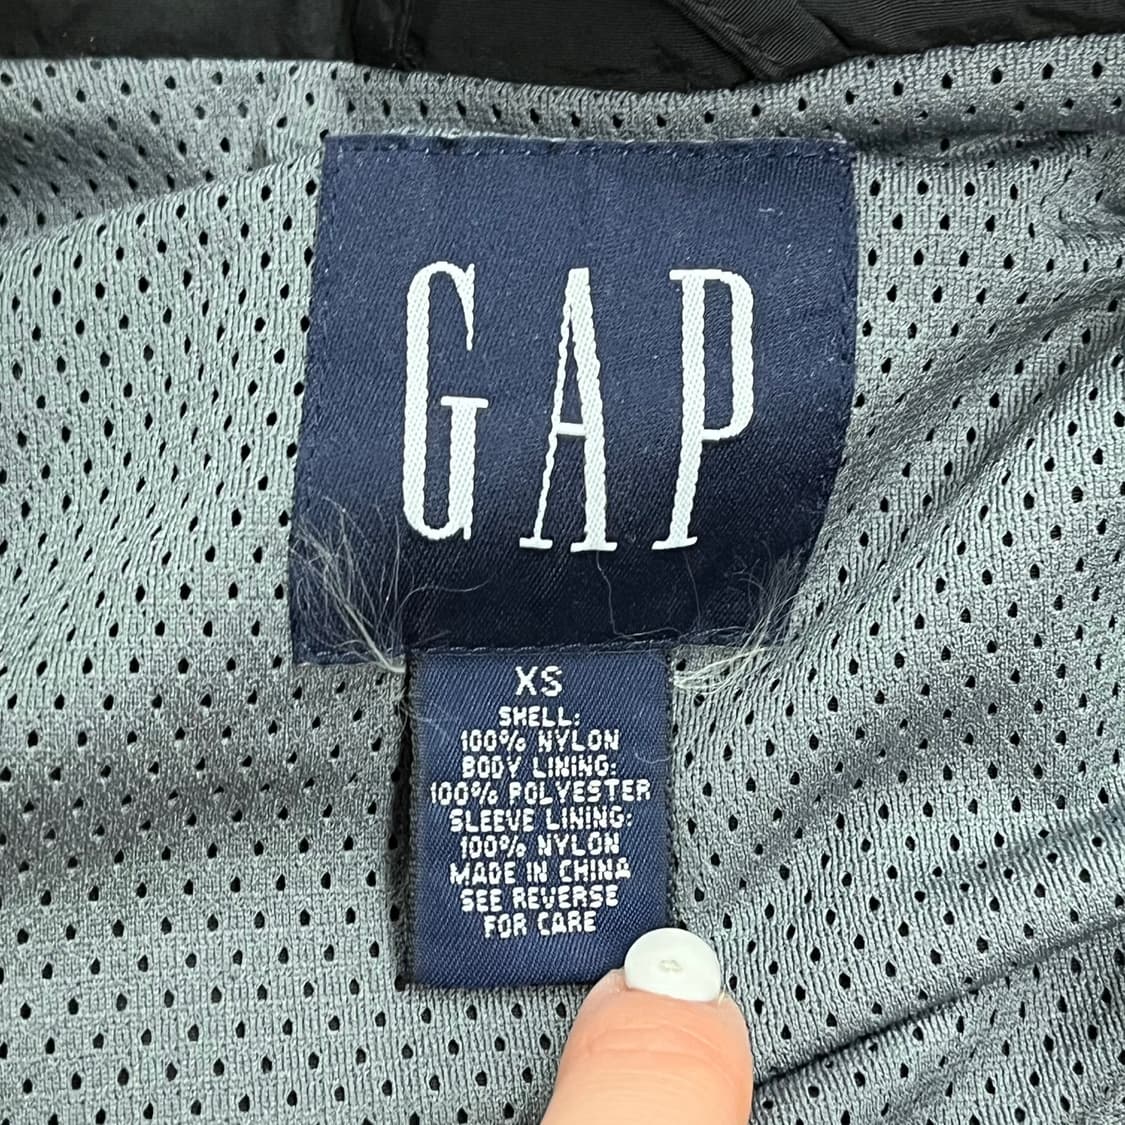 GAP
XS
SHELL:
100% NYLON
BODY LINING:
100% POLYESTER
SLEEVE LINING:
100% NYLON
MADE IN CHINA
SEE REVERSE
FOR CARE